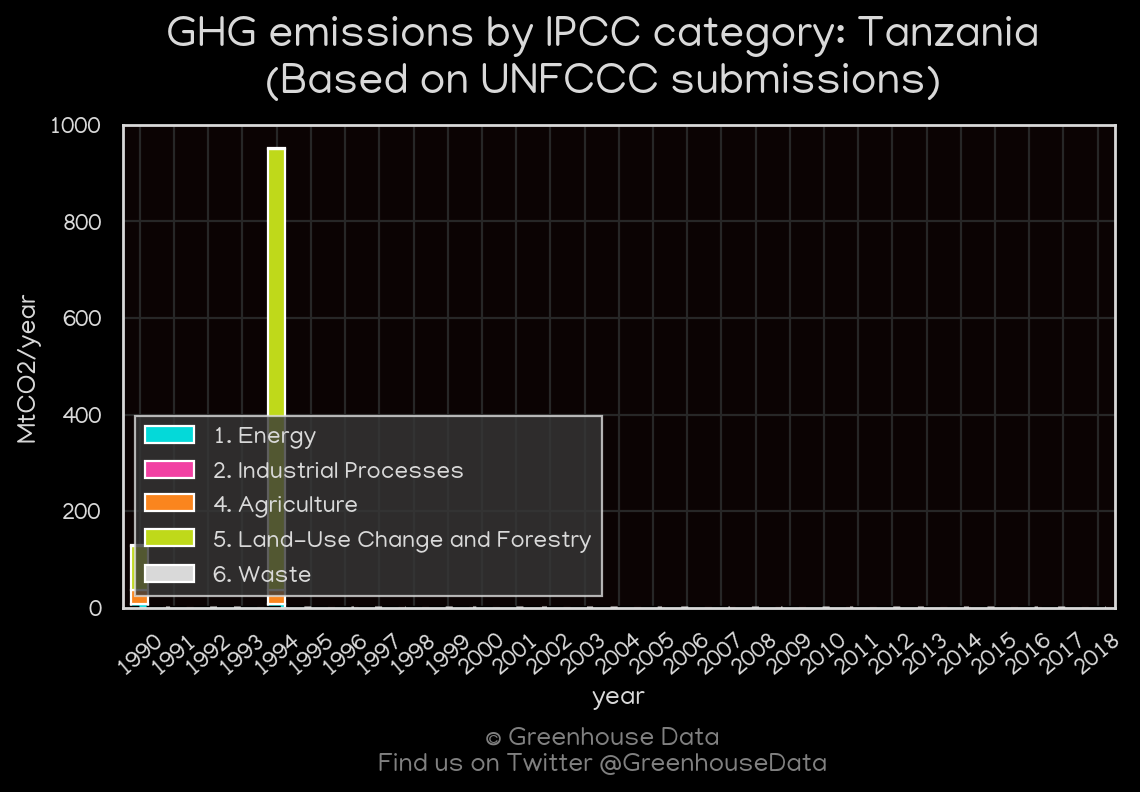 GHG emissions by IPCC category: Tanzania
(Based on UNFCCC submissions)
MtCO2/year
1000
800
600
400
200
0
1. Energy
2. Industrial Processes
4. Agriculture
5. Land-Use Change and Forestry
6. Waste
1990 1991 1992 1993 1994 1995 1996 1997 1998 1999 2000 2001 2002 2003 2004 2005 2006 2007 2008 2009 2010 2011 2012 2013 2014 2015 2016 2017 2018
year
© Greenhouse Data
Find us on Twitter @GreenhouseData